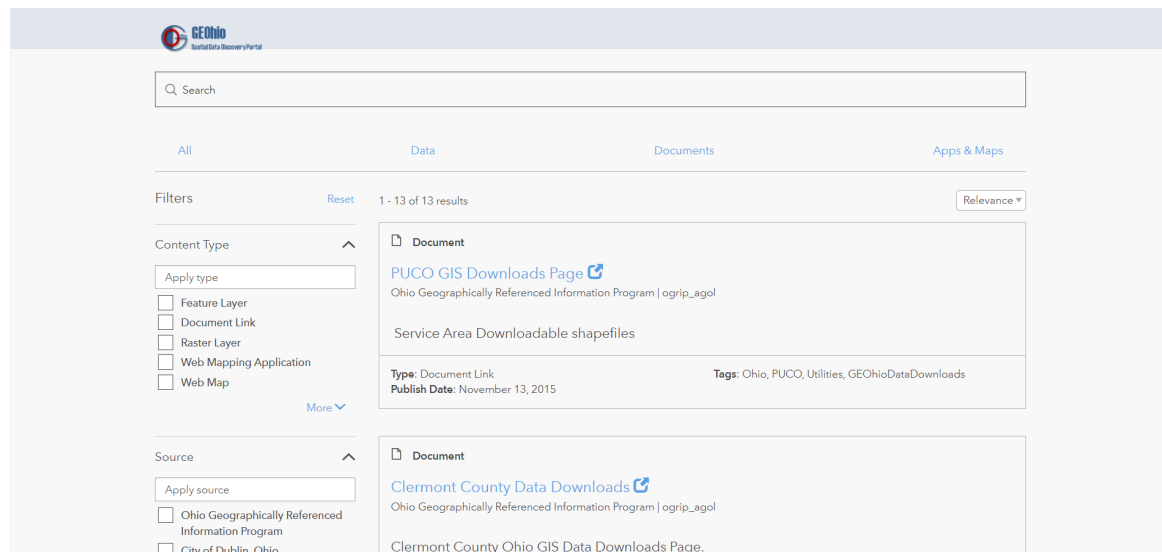 GEOhio
Spatial Data Discovery Portal
Search
All
Data
Documents
Apps & Maps
Filters
Reset
1 - 13 of 13 results
Relevance
Content Type
Apply type
Feature Layer
Document Link
Raster Layer
Web Mapping Application
Web Map
More
Source
Apply source
Ohio Geographically Referenced
Information Program
City of Dublin, Ohio
Document
PUCO GIS Downloads Page
Ohio Geographically Referenced Information Program | ogrip_agol
Service Area Downloadable shapefiles
Type: Document Link
Publish Date: November 13, 2015
Tags: Ohio, PUCO, Utilities, GEOhioDataDownloads
Document
Clermont County Data Downloads
Ohio Geographically Referenced Information Program | ogrip_agol
Clermont County Ohio GIS Data Downloads Page.